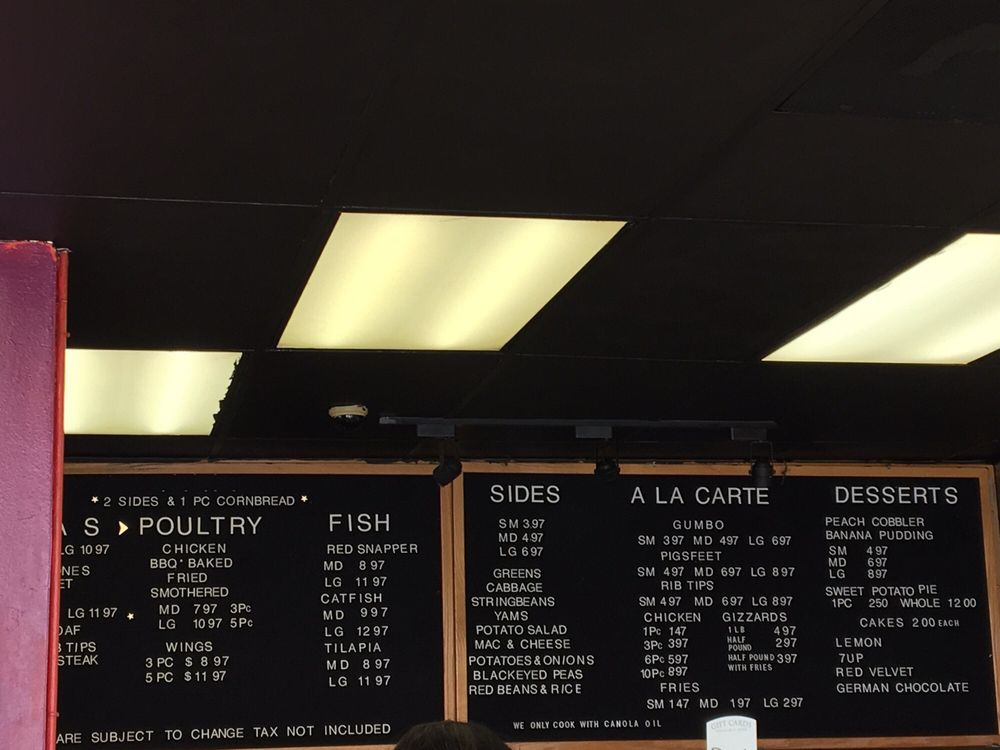 * 2 SIDES & 1 PC CORNBREAD *
A S
LG 10 97
NES
ET
LG 11 97 *
OAF
B TIPS
STEAK
POULTRY
CHICKEN
BBQ * BAKED
FRIED
SMOTHERED
MD 7 97 3Pc
LG 10 97 5Pc
WINGS
3 PC $ 8 97
5 PC $ 11 97
FISH
RED SNAPPER
MD 8 97
LG 11 97
CATFISH
MD 9 97
LG 12 97
TILAPIA
MD 8 97
LG 11 97
ARE SUBJECT TO CHANGE TAX NOT INCLUDED
SIDES
SM 3.97
MD 4 97
LG 6 97
GREENS
CABBAGE
STRINGBEANS
YAMS
POTATO SALAD
MAC & CHEESE
POTATOES & ONIONS
BLACKEYED PEAS
RED BEANS & RICE
A LA CARTE
GUMBO
SM 3 97 MD 4 97 LG 6 97
PIGSFEET
SM 4 97 MD 6 97 LG 8 97
RIB TIPS
SM 4 97 MD 6 97 LG 8 97
CHICKEN
1Pc 1 47
3Pc 3 97
6Pc 5 97
10Pc 8 97
GIZZARDS
1 LB 4 97
HALF POUND 2 97
HALF POUND 3 97
WITH FRIES
FRIES
SM 1 47 MD 1 97 LG 2 97
WE ONLY COOK WITH CANOLA OIL
DESSERTS
PEACH COBBLER
BANANA PUDDING
SM 4 97
MD 6 97
LG 8 97
SWEET POTATO PIE
1PC 2 50 WHOLE 12 00
CAKES 2 00 EACH
LEMON
7UP
RED VELVET
GERMAN CHOCOLATE
GIFT CARDS